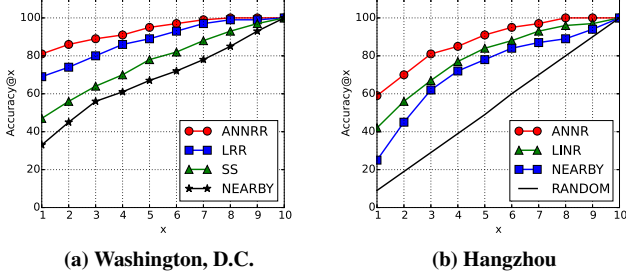 Accuracy@x
100
80
60
40
20
0
1 2 3 4 5 6 7 8 9 10
x
ANNRR
LRR
SS
NEARBY
(a) Washington, D.C.
Accuracy@x
100
80
60
40
20
0
1 2 3 4 5 6 7 8 9 10
x
ANNR
LINR
NEARBY
RANDOM
(b) Hangzhou